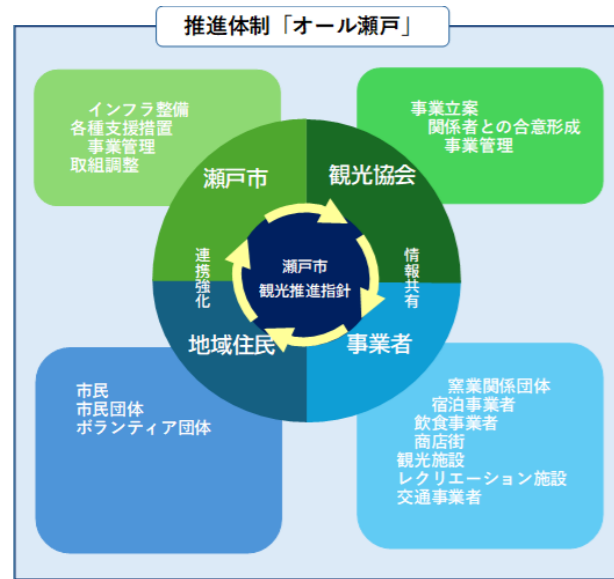 推進体制「オール瀬戸」
インフラ整備
各種支援措置
事業管理
取組調整
事業立案
関係者との合意形成
事業管理
瀬戸市
観光協会
連携強化
瀬戸市
観光推進指針
情報共有
地域住民
事業者
市民
市民団体
ボランティア団体
窯業関係団体
宿泊事業者
飲食事業者
商店街
観光施設
レクリエーション施設
交通事業者